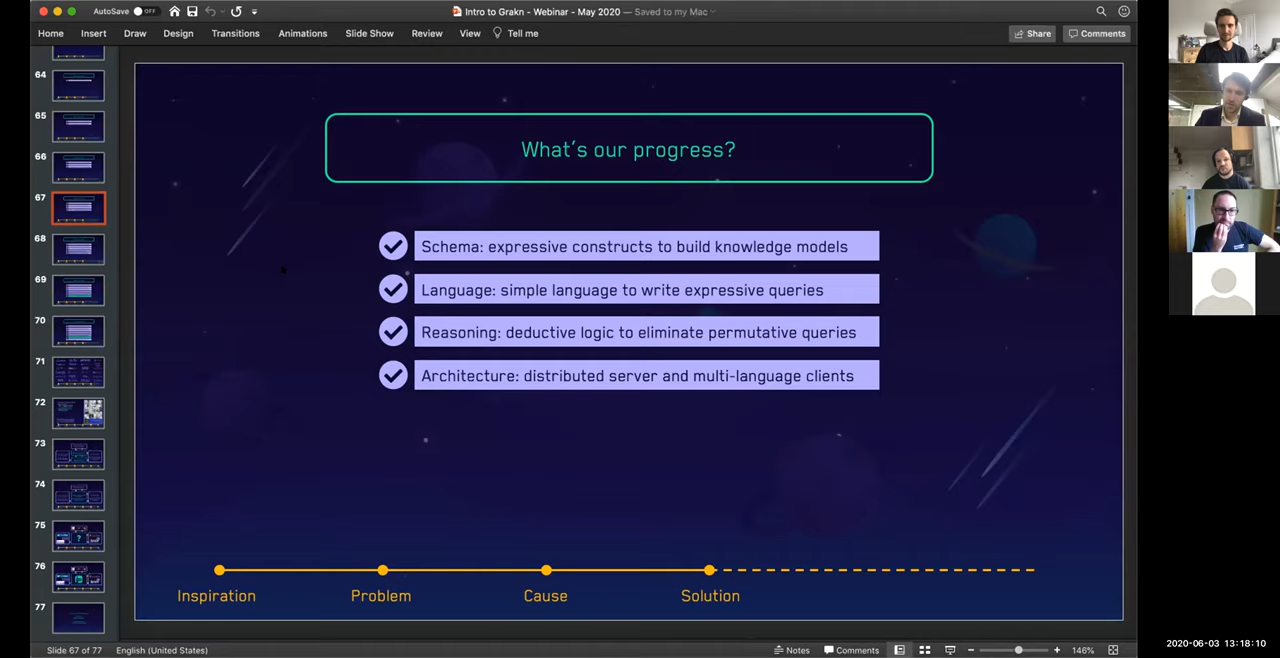 AutoSave OFF
Intro to Grakn - Webinar - May 2020 — Saved to my Mac
Home Insert Draw Design Transitions Animations Slide Show Review View Tell me
Share Comments
64
65
66
67
68
69
70
71
72
73
74
75
76
77
What's our progress?
Schema: expressive constructs to build knowledge models
Language: simple language to write expressive queries
Reasoning: deductive logic to eliminate permutative queries
Architecture: distributed server and multi-language clients
Inspiration Problem Cause Solution
Slide 67 of 77 English (United States) Notes Comments 146%
2020-06-03 13:18:10